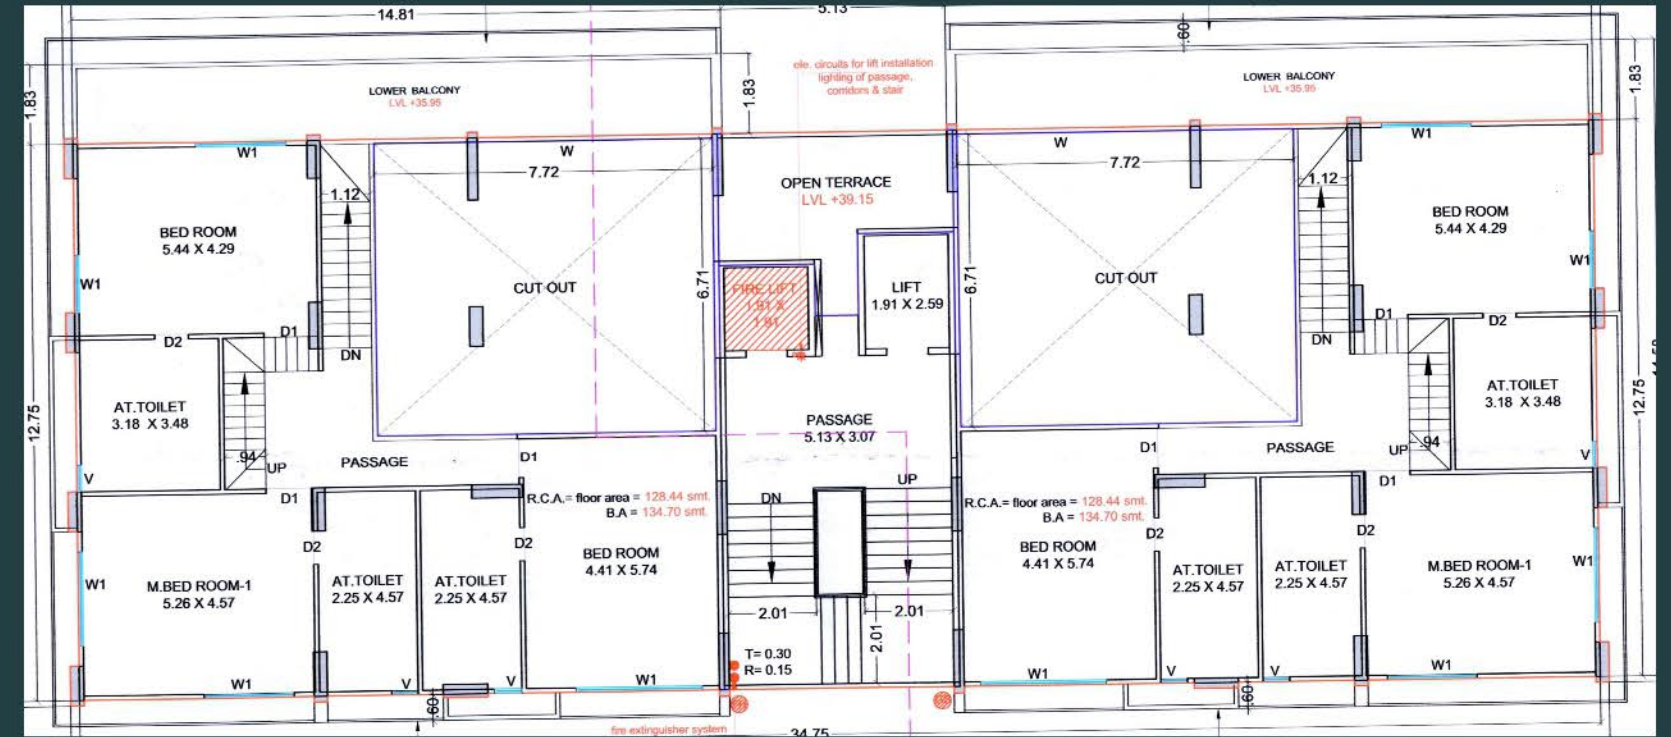 14.81
5.13
.60
1.83
LOWER BALCONY
LVL +35.95
1.83
ele. circuits for lift installation
lighting of passage,
corridors & stair
LOWER BALCONY
LVL +35.95
1.83
W1
W
7.72
1.12
BED ROOM
5.44 X 4.29
W1
CUT OUT
6.71
OPEN TERRACE
LVL +39.15
FIRE LIFT
1.91 X
1.91
LIFT
1.91 X 2.59
W
7.72
6.71
CUT OUT
1.12
W1
BED ROOM
5.44 X 4.29
W1
D2
D1
DN
DN
D1
D2
12.75
AT.TOILET
3.18 X 3.48
V
.94
UP
PASSAGE
D1
D1
PASSAGE
5.13 X 3.07
D1
PASSAGE
.94
UP
D1
AT.TOILET
3.18 X 3.48
V
12.75
R.C.A.= floor area = 128.44 smt.
B.A = 134.70 smt.
DN
UP
R.C.A.= floor area = 128.44 smt.
B.A = 134.70 smt.
D2
D2
D2
D2
W1
M.BED ROOM-1
5.26 X 4.57
AT.TOILET
2.25 X 4.57
AT.TOILET
2.25 X 4.57
BED ROOM
4.41 X 5.74
2.01
2.01
2.01
BED ROOM
4.41 X 5.74
AT.TOILET
2.25 X 4.57
AT.TOILET
2.25 X 4.57
M.BED ROOM-1
5.26 X 4.57
W1
T= 0.30
R= 0.15
W1
V
V
W1
W1
V
V
W1
.60
.60
fire extinguisher system
34.75